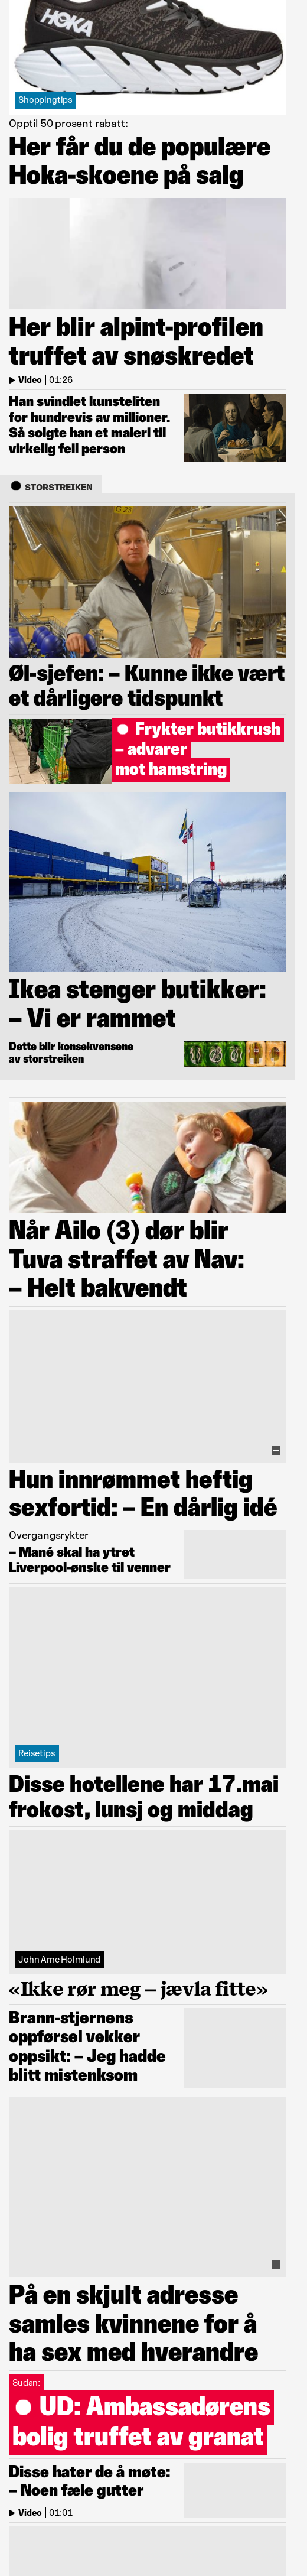 HOKA
Shoppingtips
Opptil 50 prosent rabatt:
Her får du de populære
Hoka-skoene på salg
Her blir alpint-profilen
truffet av snøskredet
Video | 01:26
Han svindlet kunsteliten
for hundrevis av millioner.
Så solgte han et maleri til
virkelig feil person
STORSTREIKEN
Øl-sjefen: – Kunne ikke vært
et dårligere tidspunkt
Frykter butikkrush
– advarer
mot hamstring
Ikea stenger butikker:
– Vi er rammet
Dette blir konsekvensene
av storstreiken
Når Ailo (3) dør blir
Tuva straffet av Nav:
– Helt bakvendt
Hun innrømmet heftig
sexfortid: – En dårlig idé
Overgangsrykter
– Mané skal ha ytret
Liverpool-ønske til venner
Reisetips
Disse hotellene har 17.mai
frokost, lunsj og middag
John Arne Holmlund
«Ikke rør meg – jævla fitte»
Brann-stjernens
oppførsel vekker
oppsikt: – Jeg hadde
blitt mistenksom
På en skjult adresse
samles kvinnene for å
ha sex med hverandre
Sudan:
UD: Ambassadørens
bolig truffet av granat
Disse hater de å møte:
– Noen fæle gutter
Video | 01:01